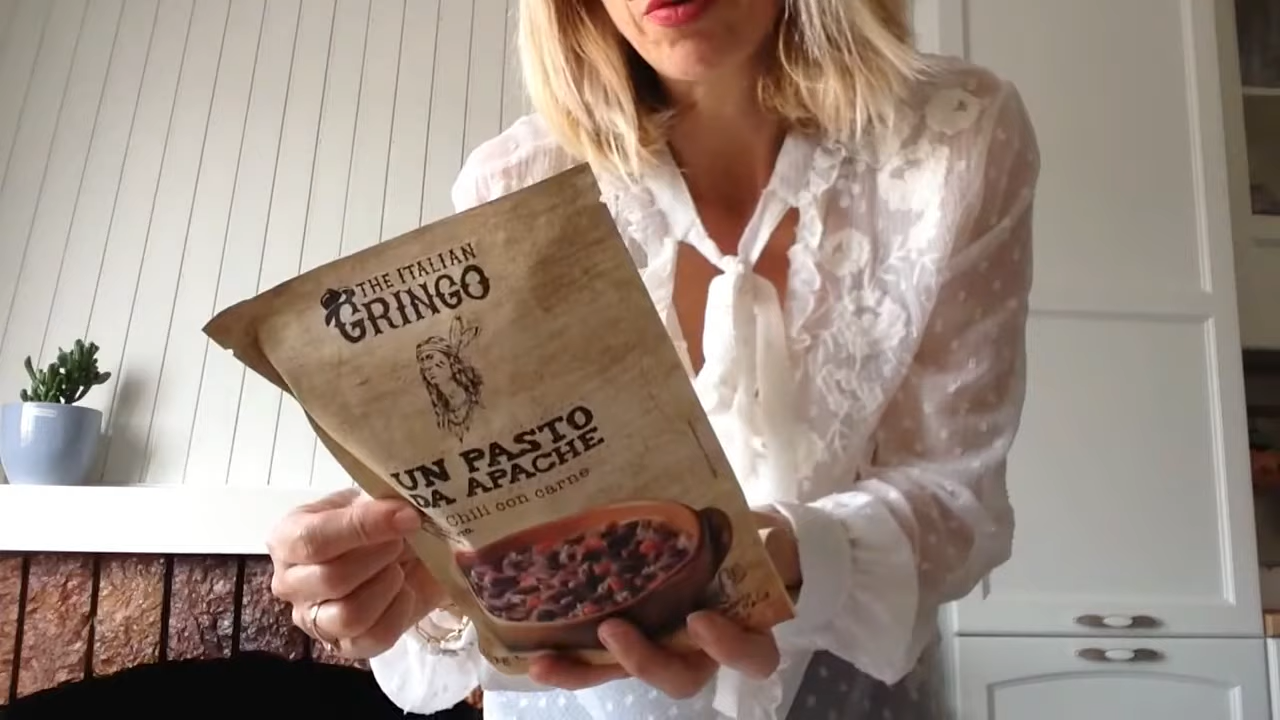 THE ITALIAN
GRINGO
UN PASTO
DA APACHE
Chili con carne